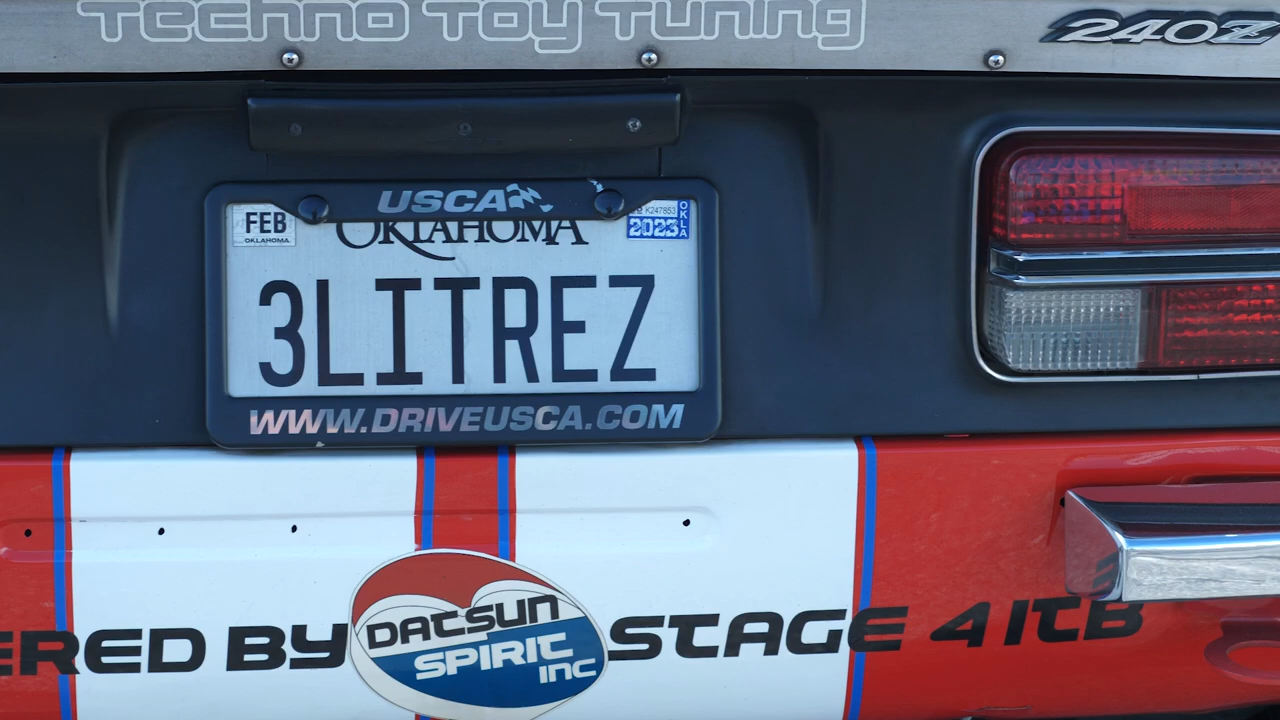 Techno Toy Tuning
240Z
USCA
FEB
OKLAHOMA
OKLAHOMA
K247853
2023
OKLA
3LITREZ
WWW.DRIVEUSCA.COM
ERED BY DATSUN SPIRIT INC STAGE 4 ITB